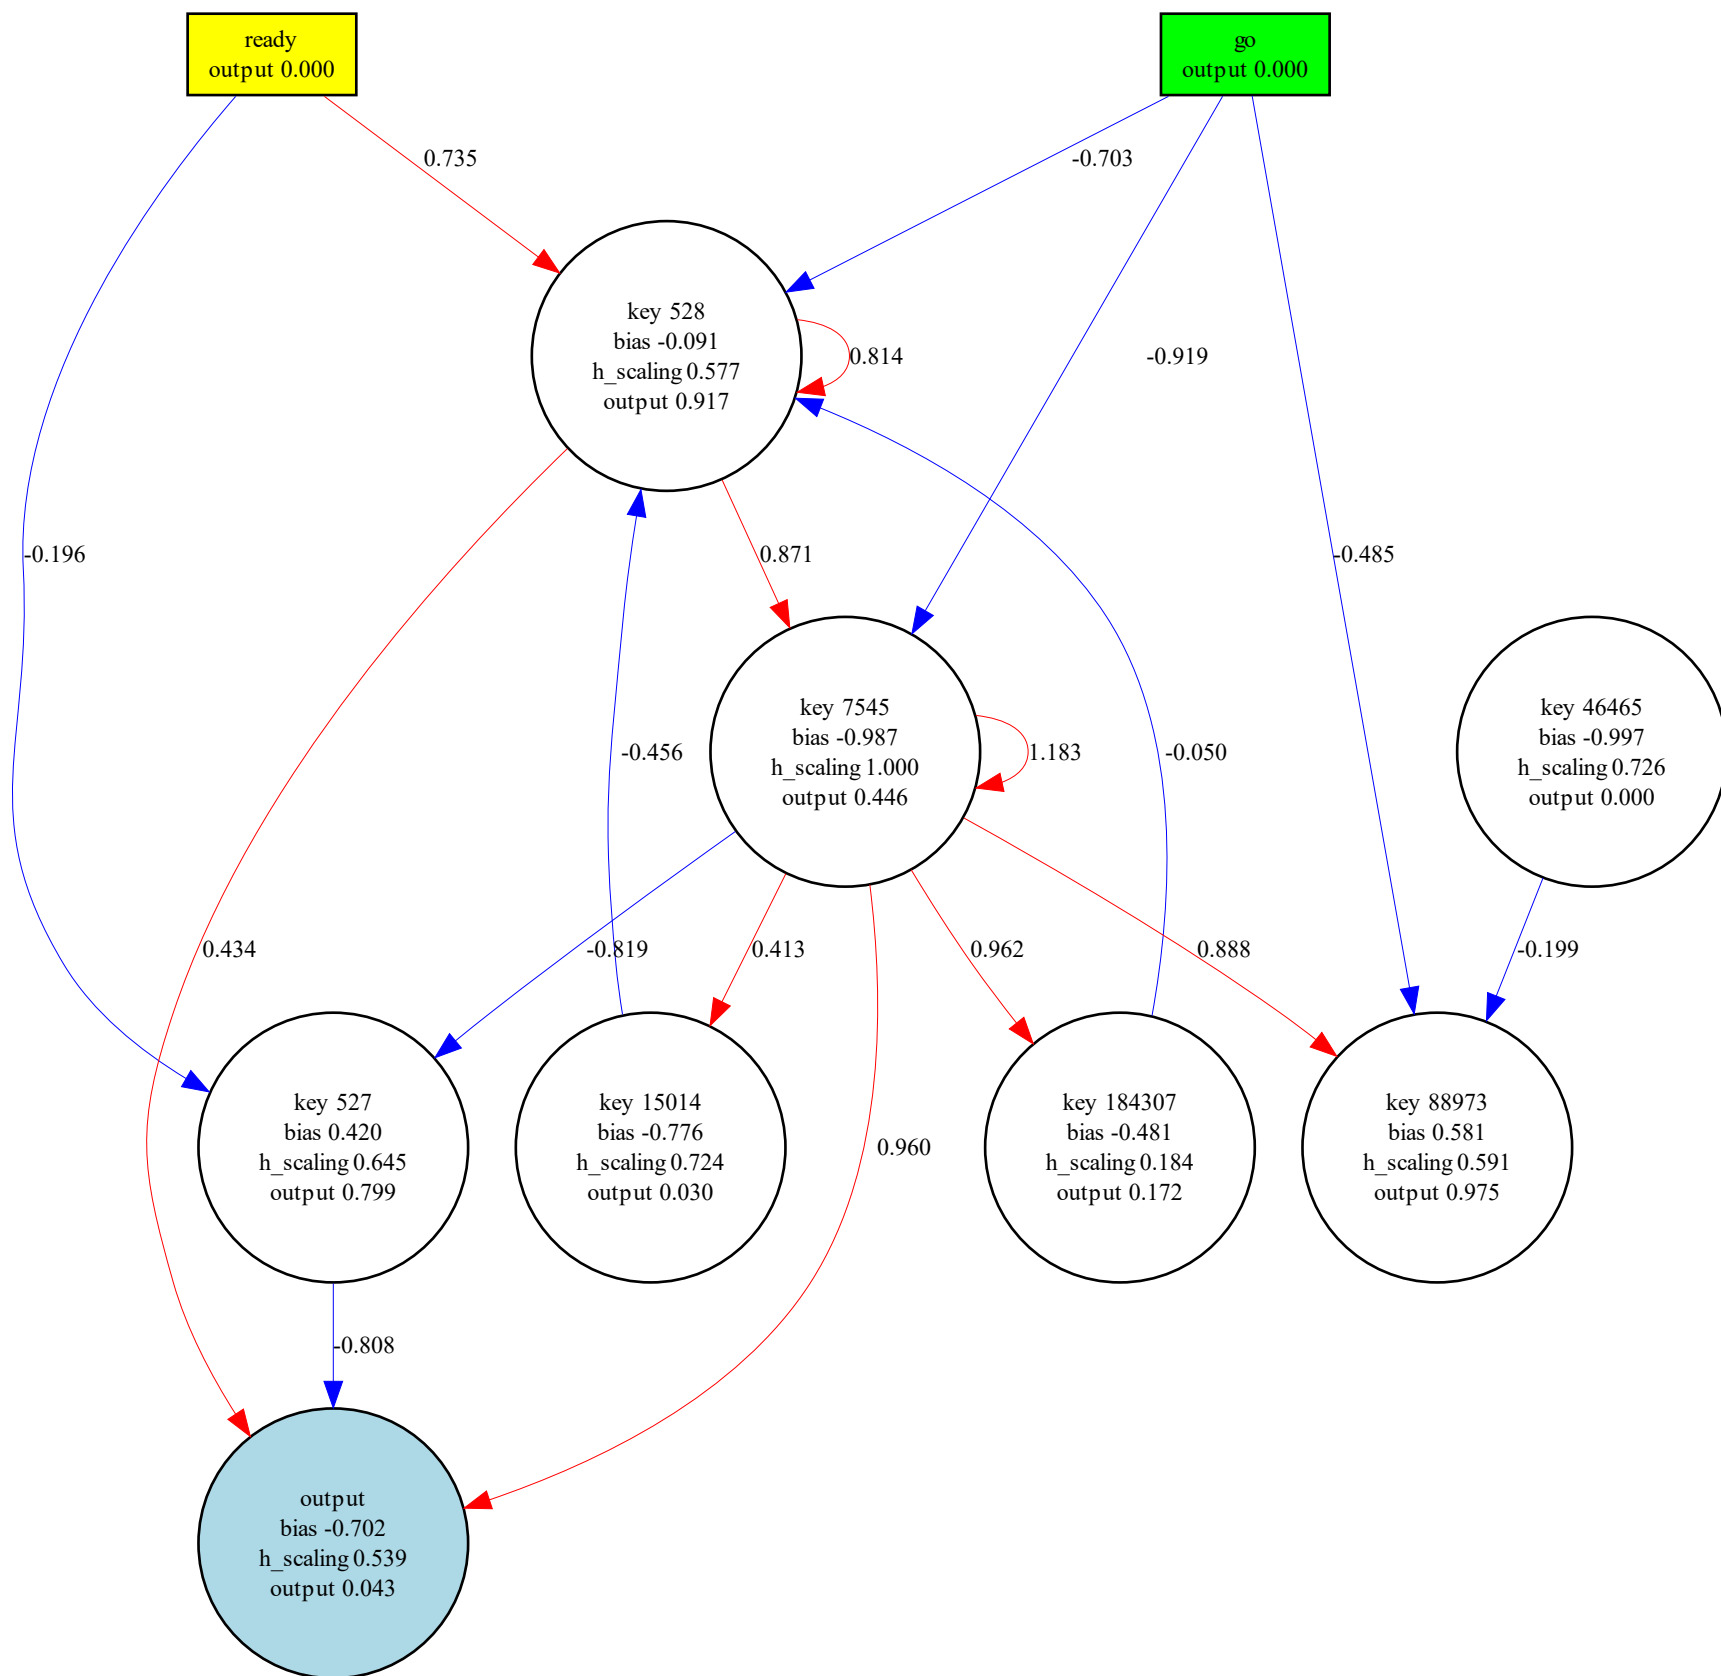 ready
output 0.000
go
output 0.000
0.735
-0.703
key 528
bias -0.091
h_scaling 0.577
output 0.917
0.814
-0.919
-0.196
0.871
-0.485
key 7545
bias -0.987
h_scaling 1.000
output 0.446
1.183
-0.456
-0.050
key 46465
bias -0.997
h_scaling 0.726
output 0.000
0.434
-0.819
0.413
0.962
0.888
-0.199
key 527
bias 0.420
h_scaling 0.645
output 0.799
key 15014
bias -0.776
h_scaling 0.724
output 0.030
0.960
key 184307
bias -0.481
h_scaling 0.184
output 0.172
key 88973
bias 0.581
h_scaling 0.591
output 0.975
-0.808
output
bias -0.702
h_scaling 0.539
output 0.043